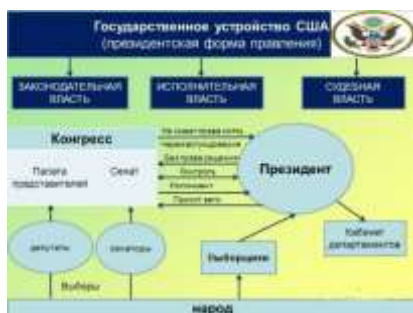 Государственное устройство США
(президентская форма правления)
ЗАКОНОДАТЕЛЬНАЯ
ВЛАСТЬ
ИСПОЛНИТЕЛЬНАЯ
ВЛАСТЬ
СУДЕБНАЯ
ВЛАСТЬ
Конгресс
Палата
представителей
Сенат
Контроль
Право вето
Президент
депутаты
сенаторы
Выборы
Выборщики
Кабинет
департаментов
народ